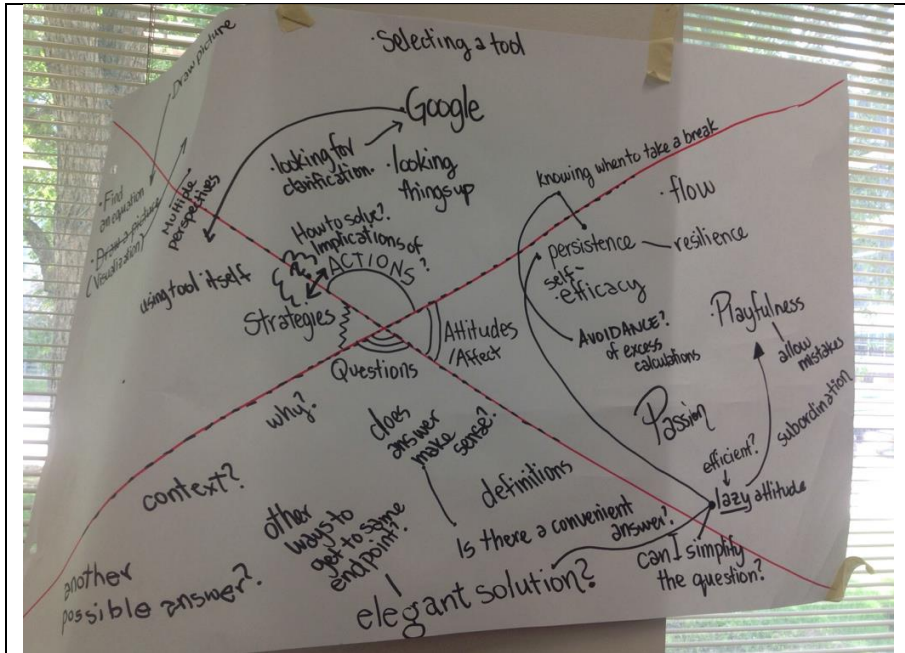 ·Selecting a tool
·Draw picture
Google
·looking for
clarification·
·looking
things up
·Find
an equation
·Draw a picture
(Visualization)
Multiple
perspectives
using tool itself
How to solve?
Implications of
ACTIONS?
Strategies
Attitudes
/Affect
Questions
knowing when to take a break
·flow
persistence
resilience
self-
·efficacy
AVOIDANCE?
of excess
calculations
·Playfulness
allow
mistakes
subordination
Passion
efficient?
lazy attitude
can I simplify
the question?
why?
context?
another
possible answer?
other
ways to
get to same
endpoint?
does
answer
make
sense?
definitions
Is there a convenient
answer?
elegant solution?